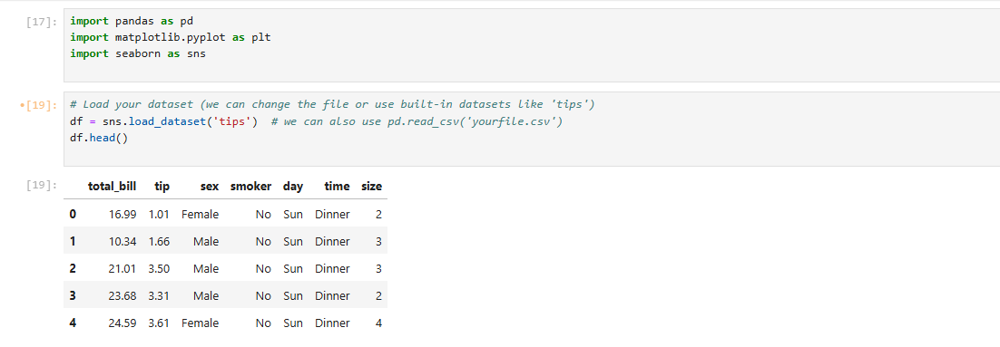 [17]: import pandas as pd
import matplotlib.pyplot as plt
import seaborn as sns
•[19]: # Load your dataset (we can change the file or use built-in datasets like 'tips')
df = sns.load_dataset('tips')  # we can also use pd.read_csv('yourfile.csv')
df.head()
[19]: total_bill tip sex smoker day time size
0 16.99 1.01 Female No Sun Dinner 2
1 10.34 1.66 Male No Sun Dinner 3
2 21.01 3.50 Male No Sun Dinner 3
3 23.68 3.31 Male No Sun Dinner 2
4 24.59 3.61 Female No Sun Dinner 4